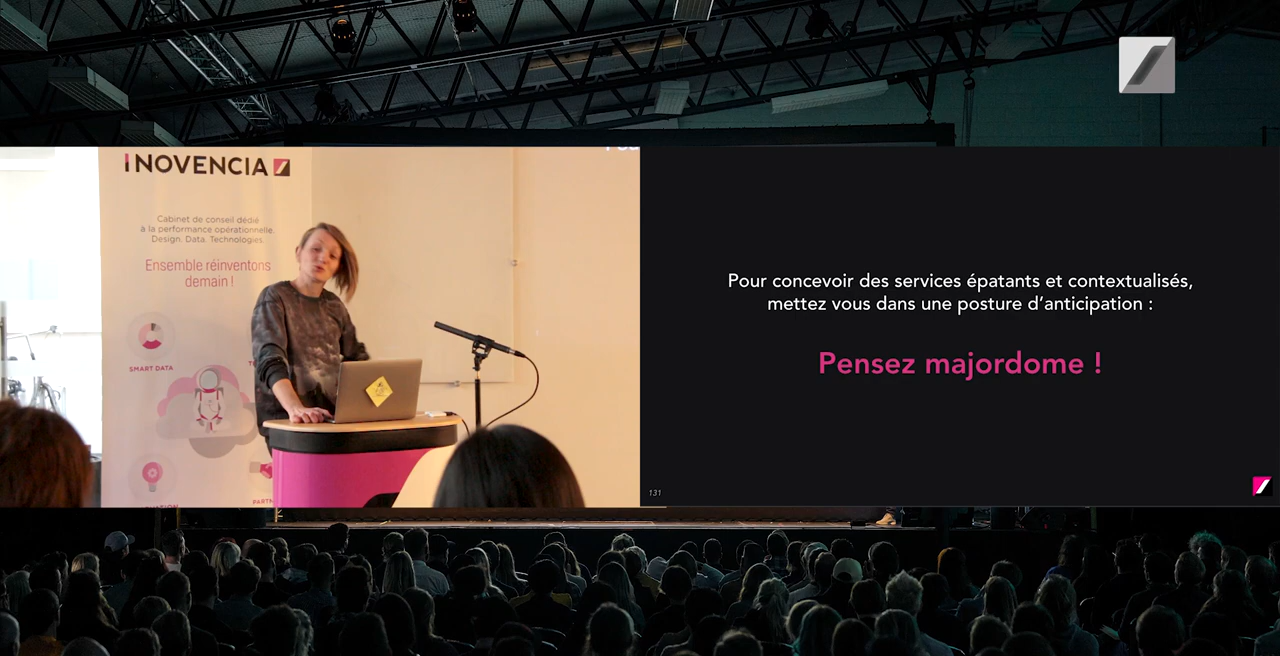 INOVENCIA
Cabinet de conseil dédié
à la performance opérationnelle.
Design. Data. Technologies.
Ensemble réinventons
demain !
SMART DATA
Pour concevoir des services épatants et contextualisés,
mettez vous dans une posture d’anticipation :
Pensez majordome !
131